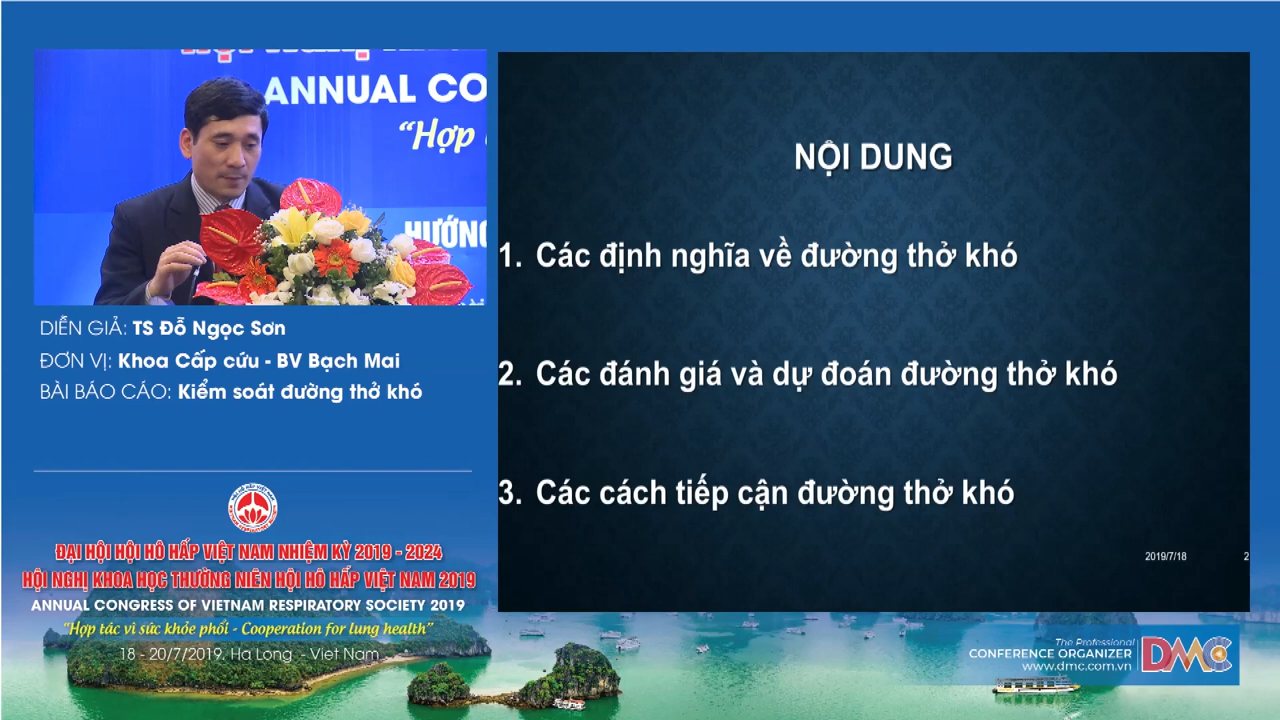 ANNUAL CO
“Hợp
HƯỚNG
DIỄN GIẢ: TS Đỗ Ngọc Sơn
ĐƠN VỊ: Khoa Cấp cứu - BV Bạch Mai
BÀI BÁO CÁO: Kiểm soát đường thở khó
ĐẠI HỘI HỘI HÔ HẤP VIỆT NAM NHIỆM KỲ 2019 - 2024
HỘI NGHỊ KHOA HỌC THƯỜNG NIÊN HỘI HÔ HẤP VIỆT NAM 2019
ANNUAL CONGRESS OF VIETNAM RESPIRATORY SOCIETY 2019
“Hợp tác vì sức khỏe phổi - Cooperation for lung health”
18 - 20/7/2019. Ha Long - Viet Nam
NỘI DUNG
1. Các định nghĩa về đường thở khó
2. Các đánh giá và dự đoán đường thở khó
3. Các cách tiếp cận đường thở khó
2019/7/18
2
The Professional
CONFERENCE ORGANIZER
www.dmc.com.vn
DMC